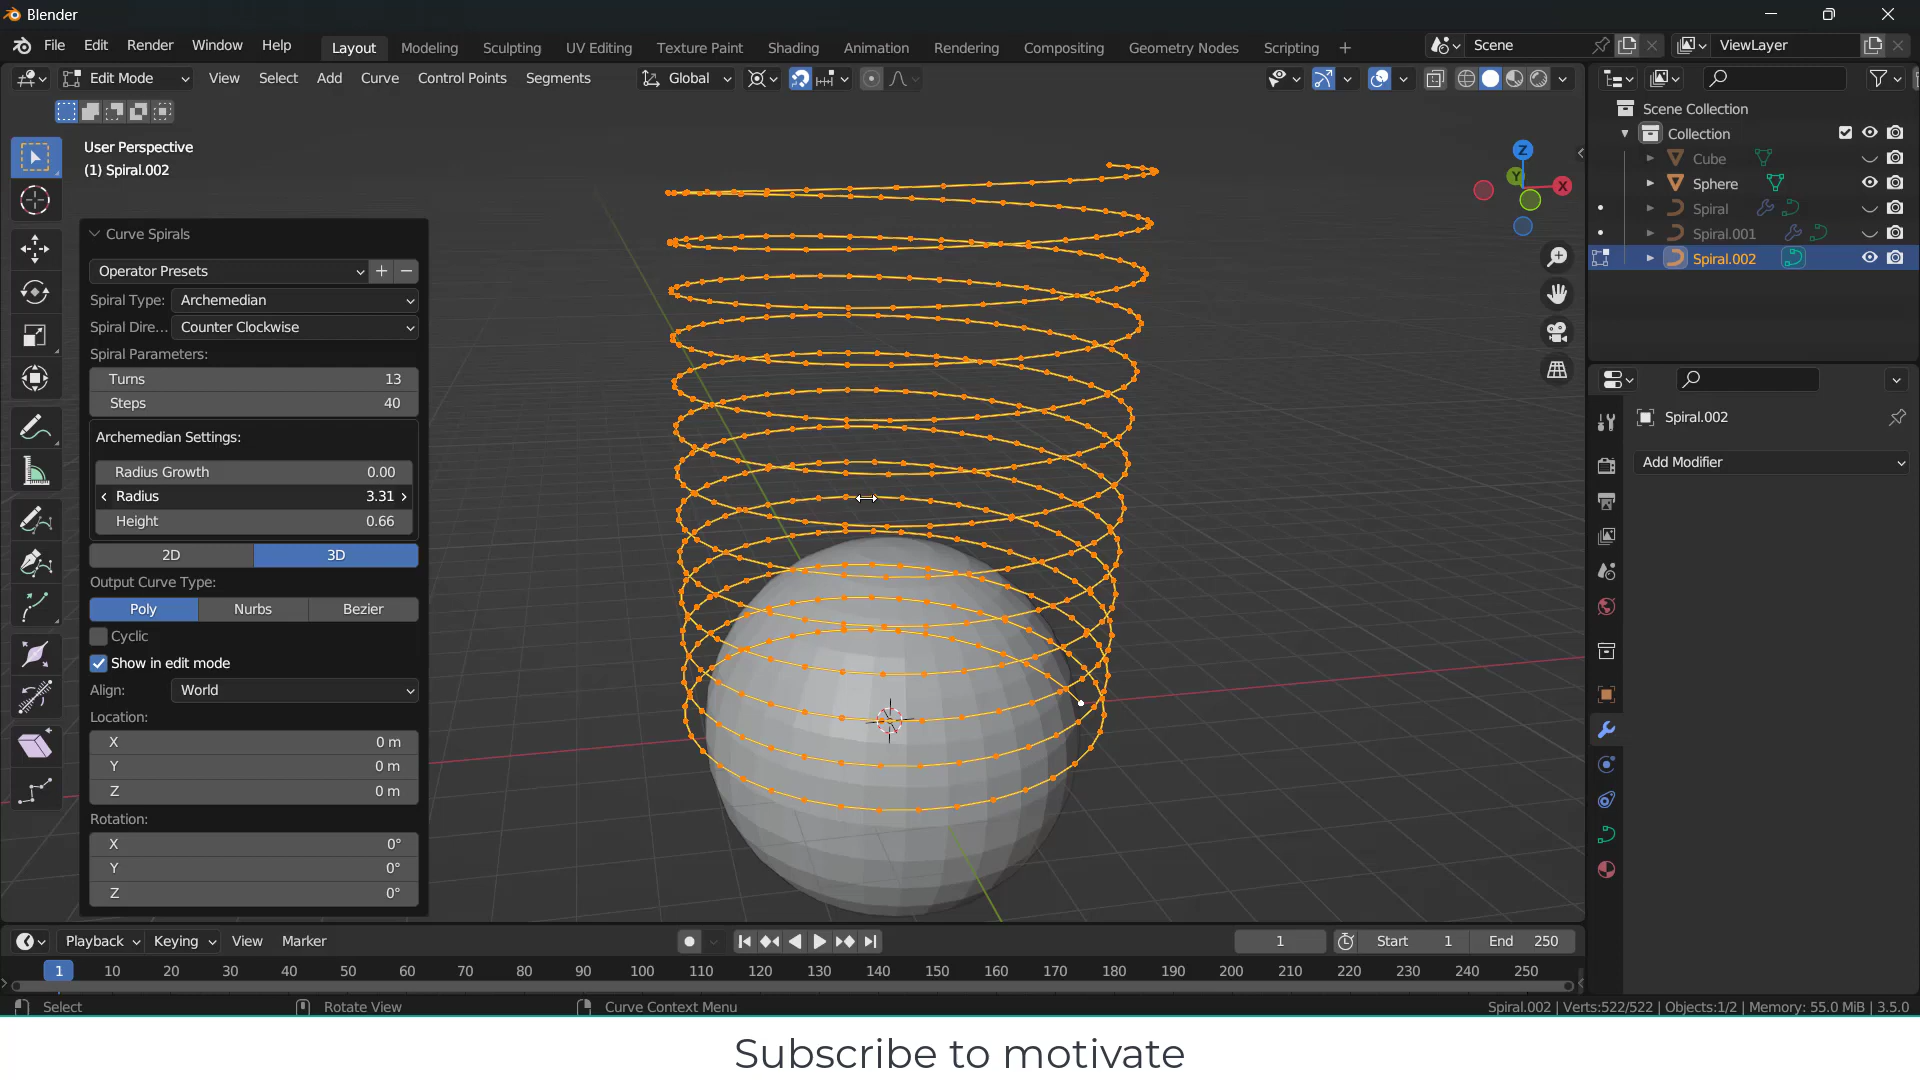 Blender
File Edit Render Window Help Layout Modeling Sculpting UV Editing Texture Paint Shading Animation Rendering Compositing Geometry Nodes Scripting + Scene ViewLayer
Edit Mode View Select Add Curve Control Points Segments Global
User Perspective
(1) Spiral.002
Curve Spirals
Operator Presets
Spiral Type: Archemedian
Spiral Dire... Counter Clockwise
Spiral Parameters:
Turns 13
Steps 40
Archemedian Settings:
Radius Growth 0.00
Radius 3.31
Height 0.66
2D 3D
Output Curve Type:
Poly Nurbs Bezier
Cyclic
Show in edit mode
Align: World
Location:
X 0 m
Y 0 m
Z 0 m
Rotation:
X 0°
Y 0°
Z 0°
Z
Y
X
Scene Collection
Collection
Cube
Sphere
Spiral
Spiral.001
Spiral.002
Spiral.002
Add Modifier
Playback Keying View Marker 1 Start 1 End 250
1 10 20 30 40 50 60 70 80 90 100 110 120 130 140 150 160 170 180 190 200 210 220 230 240 250
Select Rotate View Curve Context Menu Spiral.002 | Verts:522/522 | Objects:1/2 | Memory: 55.0 MiB | 3.5.0
Subscribe to motivate